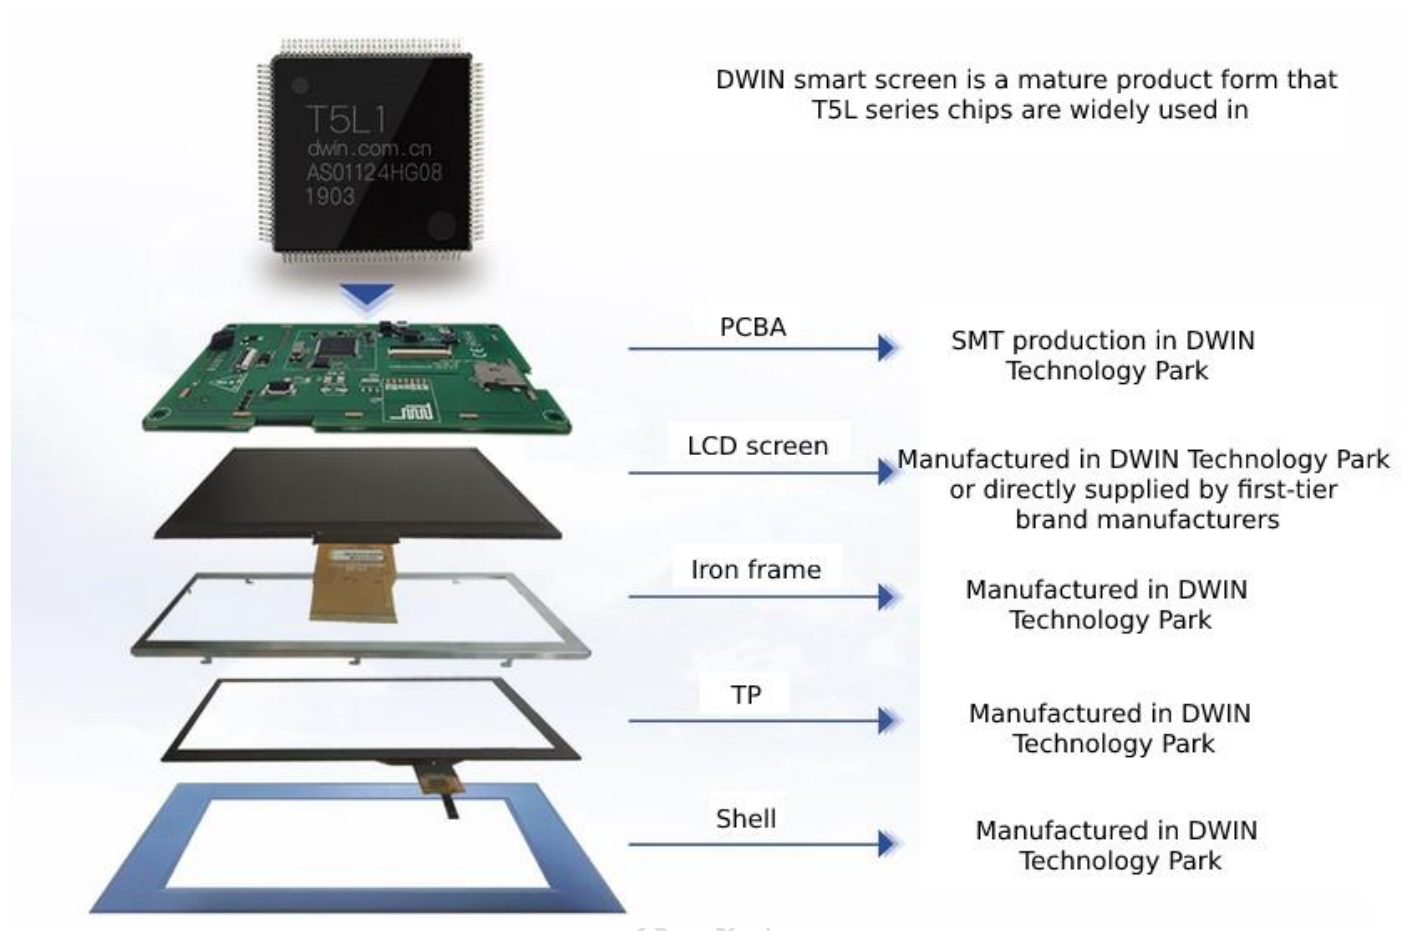 DWIN smart screen is a mature product form that
T5L series chips are widely used in
T5L1
dwin.com.cn
AS01124HG08
1903
PCBA
SMT production in DWIN
Technology Park
LCD screen
Manufactured in DWIN Technology Park
or directly supplied by first-tier
brand manufacturers
Iron frame
Manufactured in DWIN
Technology Park
TP
Manufactured in DWIN
Technology Park
Shell
Manufactured in DWIN
Technology Park